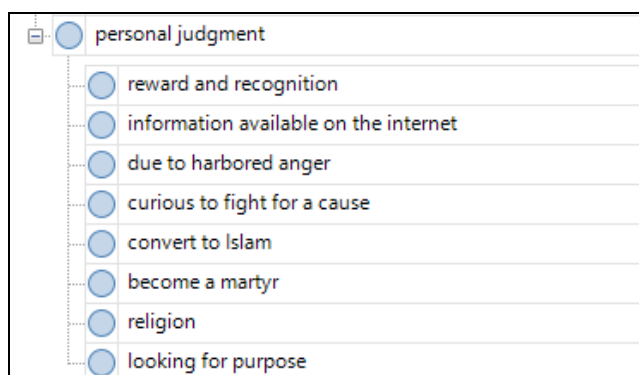 personal judgment
reward and recognition
information available on the internet
due to harbored anger
curious to fight for a cause
convert to Islam
become a martyr
religion
looking for purpose